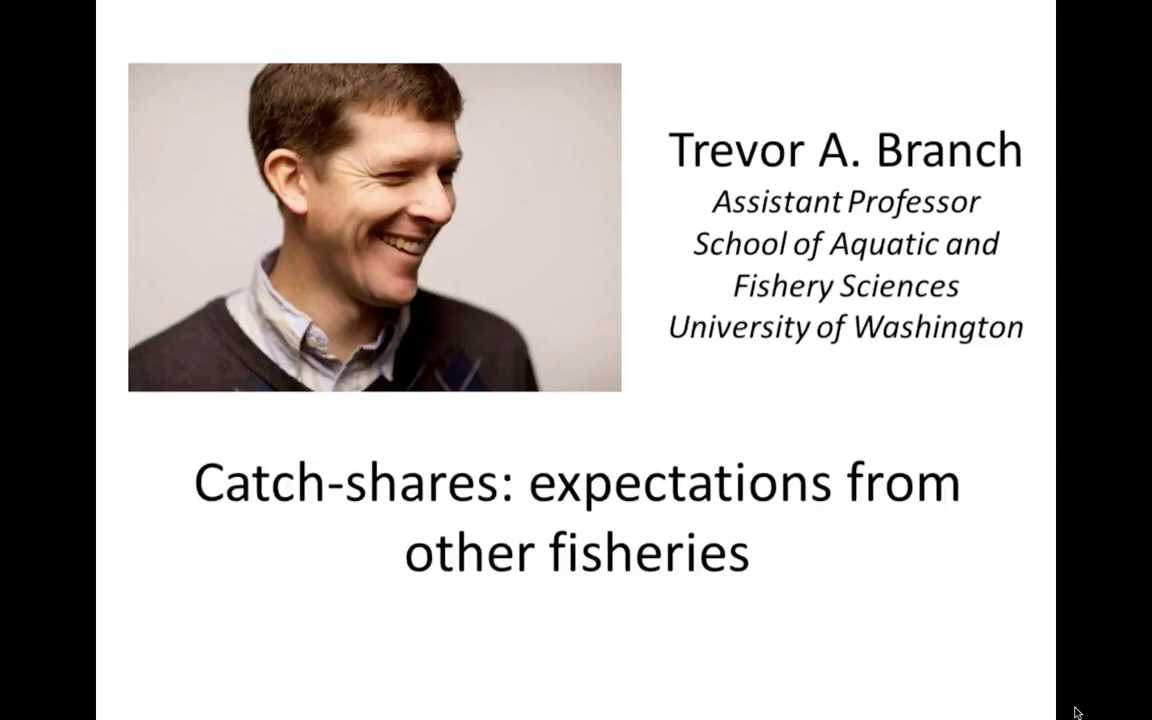 Trevor A. Branch
Assistant Professor
School of Aquatic and
Fishery Sciences
University of Washington
Catch-shares: expectations from
other fisheries